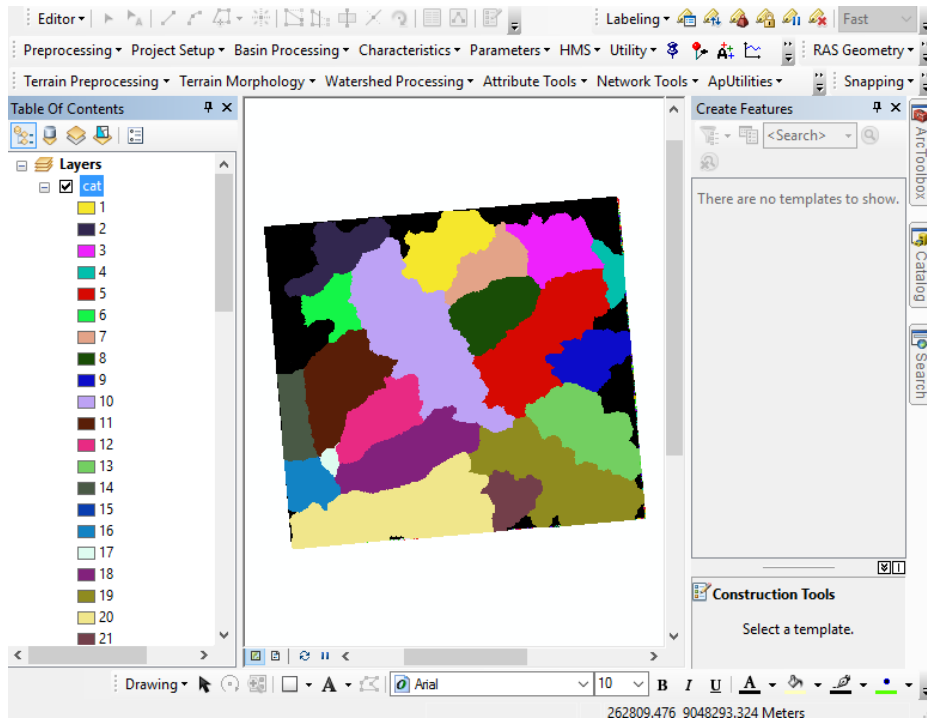 Editor
Labeling Fast
Preprocessing Project Setup Basin Processing Characteristics Parameters HMS Utility RAS Geometry
Terrain Preprocessing Terrain Morphology Watershed Processing Attribute Tools Network Tools ApUtilities Snapping
Table Of Contents
Layers
cat
1
2
3
4
5
6
7
8
9
10
11
12
13
14
15
16
17
18
19
20
21
Create Features
<Search>
There are no templates to show.
Construction Tools
Select a template.
ArcToolbox
Catalog
Search
Drawing A Arial 10 B I U A
262809.476 9048293.324 Meters